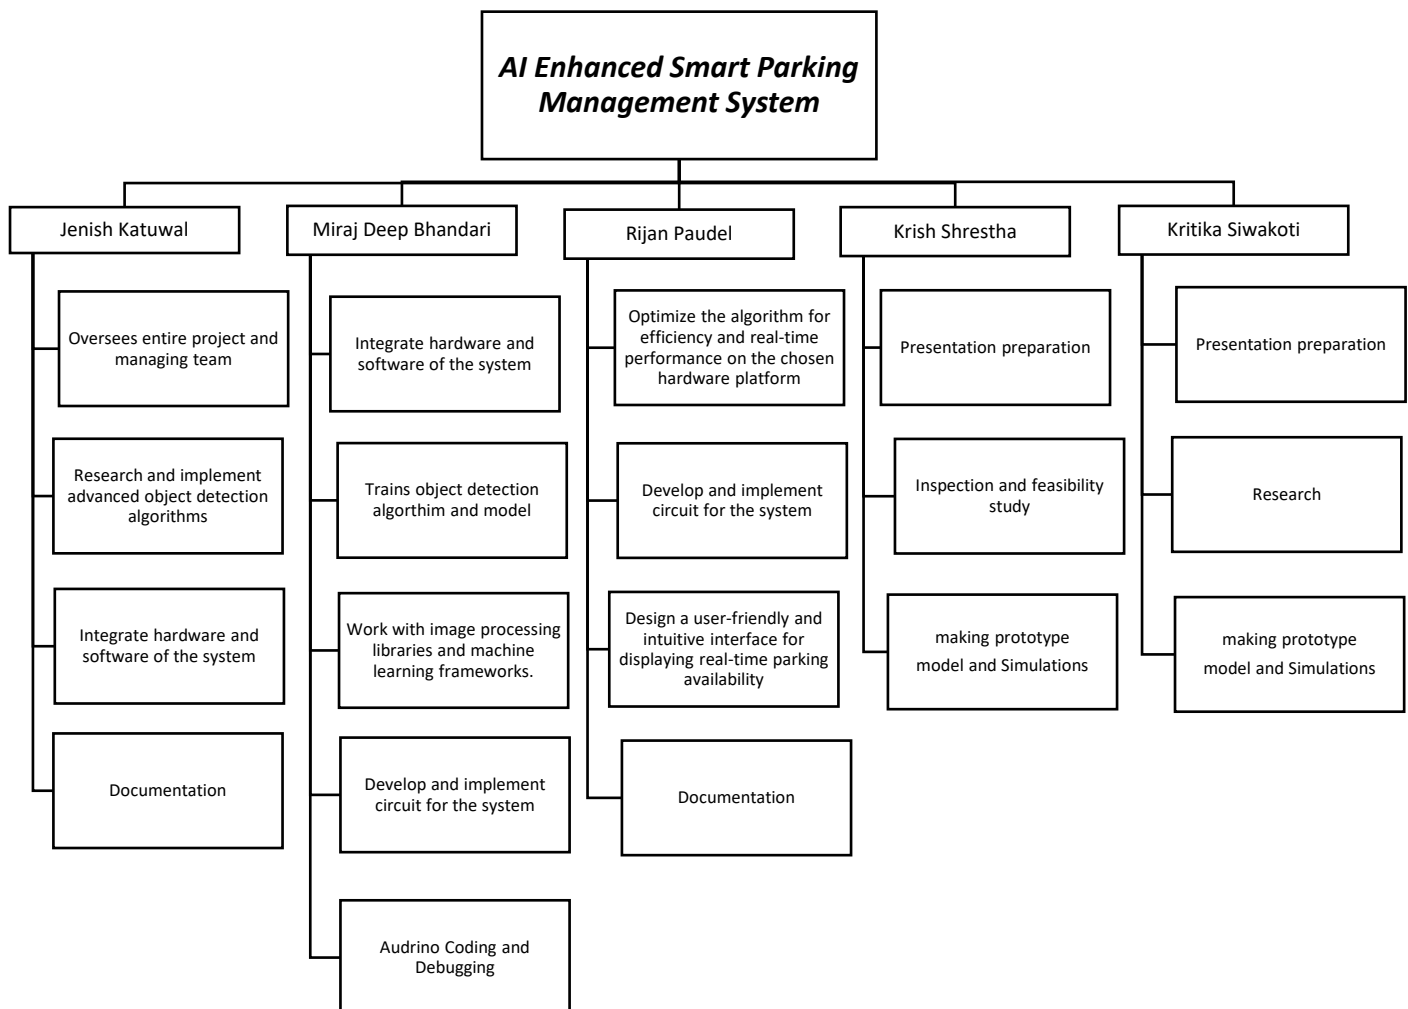 AI Enhanced Smart Parking
Management System
Jenish Katuwal
Miraj Deep Bhandari
Rijan Paudel
Krish Shrestha
Kritika Siwakoti
Oversees entire project and
managing team
Research and implement
advanced object detection
algorithms
Integrate hardware and
software of the system
Documentation
Integrate hardware and
software of the system
Trains object detection
algorthim and model
Work with image processing
libraries and machine
learning frameworks.
Develop and implement
circuit for the system
Audrino Coding and
Debugging
Optimize the algorithm for
efficiency and real-time
performance on the chosen
hardware platform
Develop and implement
circuit for the system
Design a user-friendly and
intuitive interface for
displaying real-time parking
availability
Documentation
Presentation preparation
Inspection and feasibility
study
making prototype
model and Simulations
Presentation preparation
Research
making prototype
model and Simulations